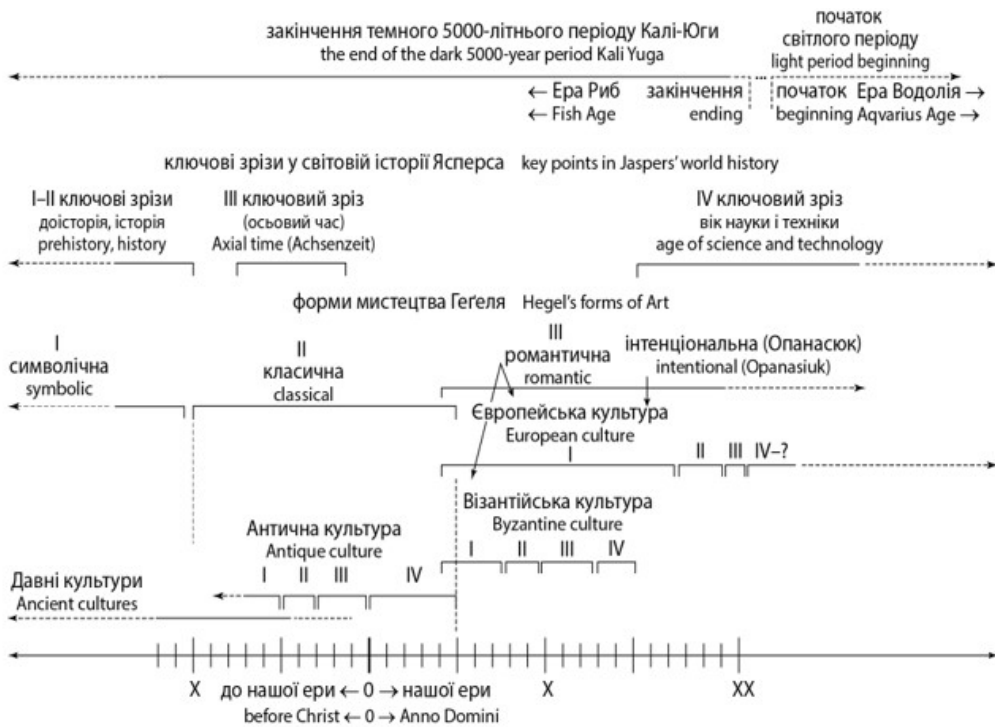 закінчення темного 5000-літнього періоду Калі-Юги
the end of the dark 5000-year period Kali Yuga
початок
світлого періоду
light period beginning
...
← Ера Риб закінчення початок Ера Водолія →
← Fish Age ending beginning Aqvarius Age →
ключові зрізи у світовій історії Ясперса key points in Jaspers' world history
I–II ключові зрізи
доісторія, історія
prehistory, history
III ключовий зріз
(осьовий час)
Axial time (Achsenzeit)
IV ключовий зріз
вік науки і техніки
age of science and technology
форми мистецтва Геґеля Hegel's forms of Art
I
символічна
symbolic
II
класична
classical
III
романтична
romantic
інтенціональна (Опанасюк)
intentional (Opanasiuk)
Європейська культура
European culture
I II III IV–?
Візантійська культура
Byzantine culture
I II III IV
Антична культура
Antique culture
I II III IV
Давні культури
Ancient cultures
X до нашої ери ← 0 → нашої ери X XX
before Christ ← 0 → Anno Domini